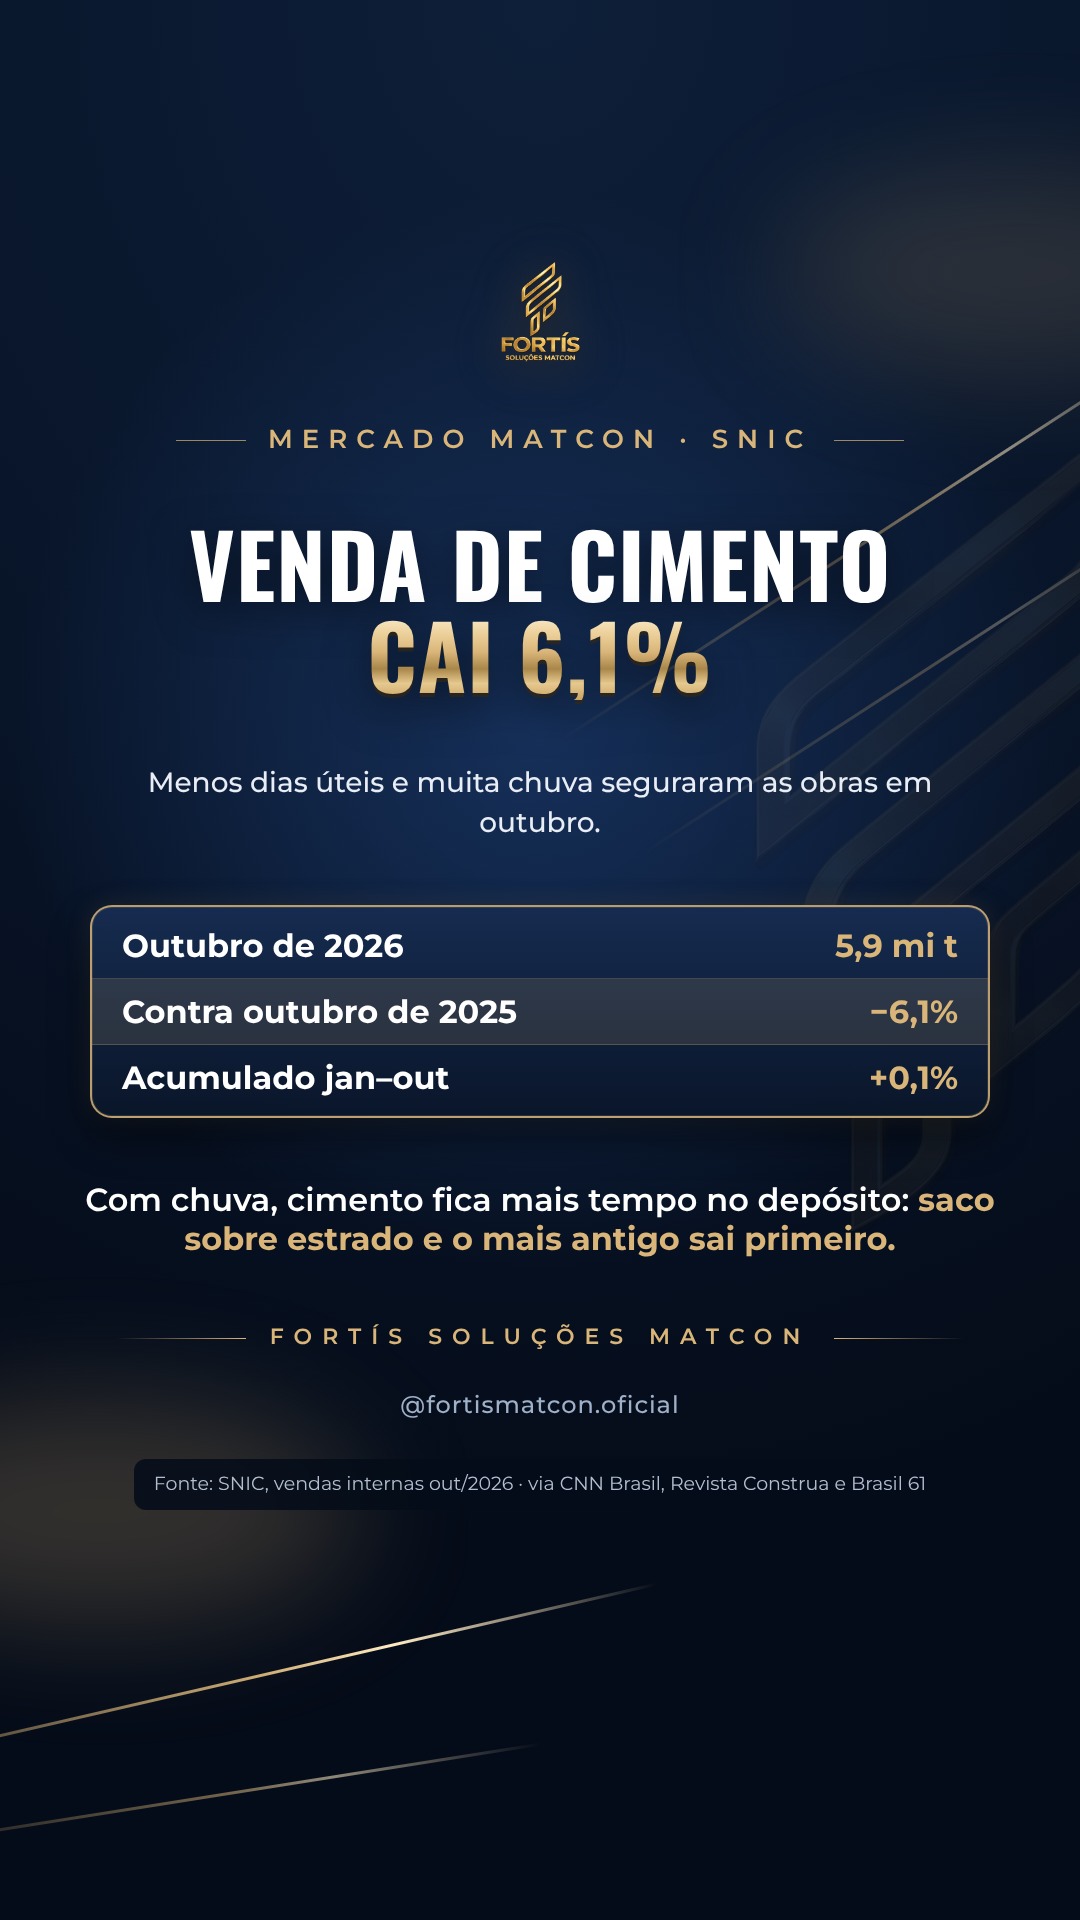 FORTÍS
SOLUÇÕES MATCON
MERCADO MATCON · SNIC
VENDA DE CIMENTO
CAI 6,1%
Menos dias úteis e muita chuva seguraram as obras em
outubro.
Outubro de 2026 5,9 mi t
Contra outubro de 2025 −6,1%
Acumulado jan–out +0,1%
Com chuva, cimento fica mais tempo no depósito: saco
sobre estrado e o mais antigo sai primeiro.
FORTÍS SOLUÇÕES MATCON
@fortismatcon.oficial
Fonte: SNIC, vendas internas out/2026 · via CNN Brasil, Revista Construa e Brasil 61